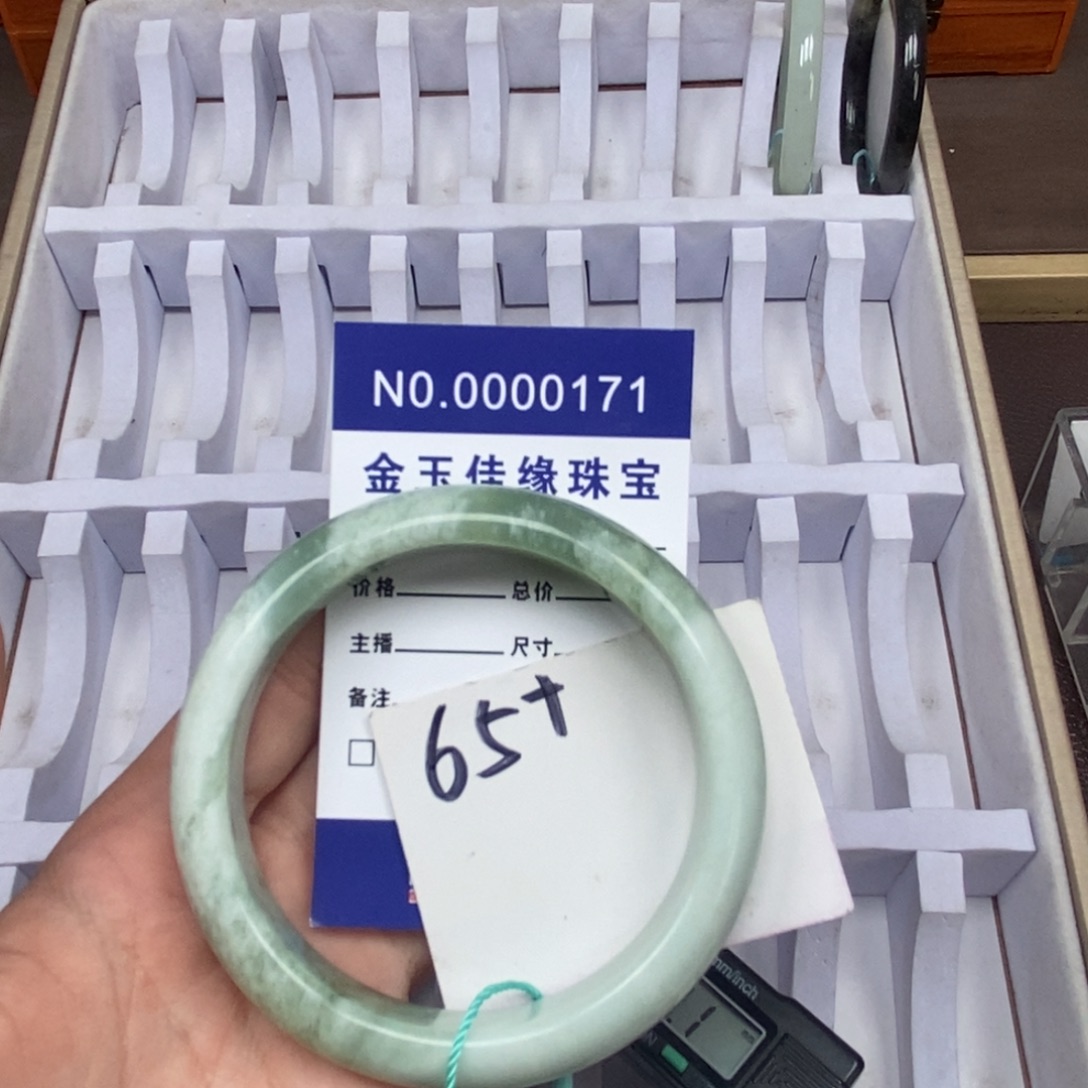 NO.0000171
金玉佳缘珠宝
价格 总价
主播 尺寸
备注
65+
mm/inch